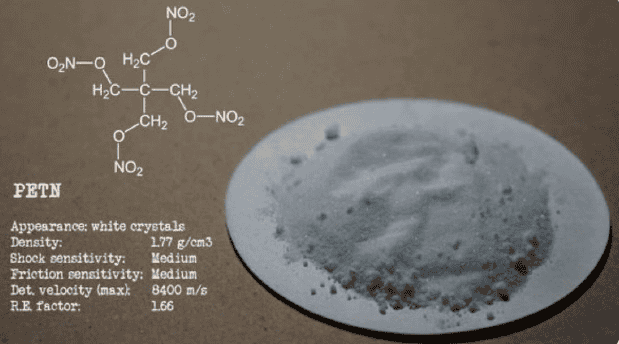 NO₂
O
O₂N—O H₂C
H₂C—C—CH₂
CH₂ O—NO₂
O
NO₂
PETN
Appearance: white crystals
Density: 1.77 g/cm3
Shock sensitivity: Medium
Friction sensitivity: Medium
Det. velocity (max): 8400 m/s
R.E. factor: 1.66